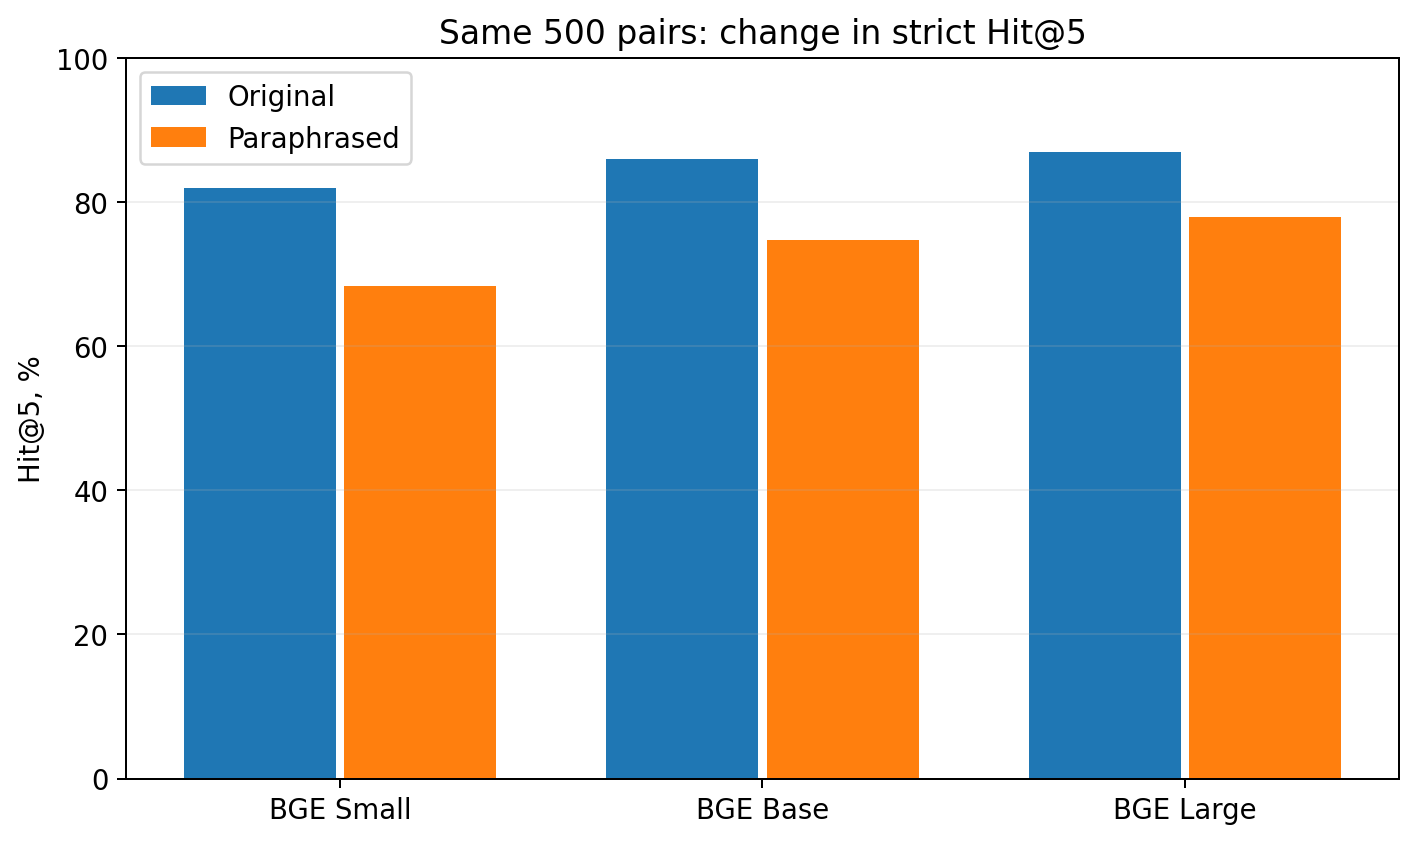 Same 500 pairs: change in strict Hit@5
Original
Paraphrased
Hit@5, %
100
80
60
40
20
0
BGE Small
BGE Base
BGE Large